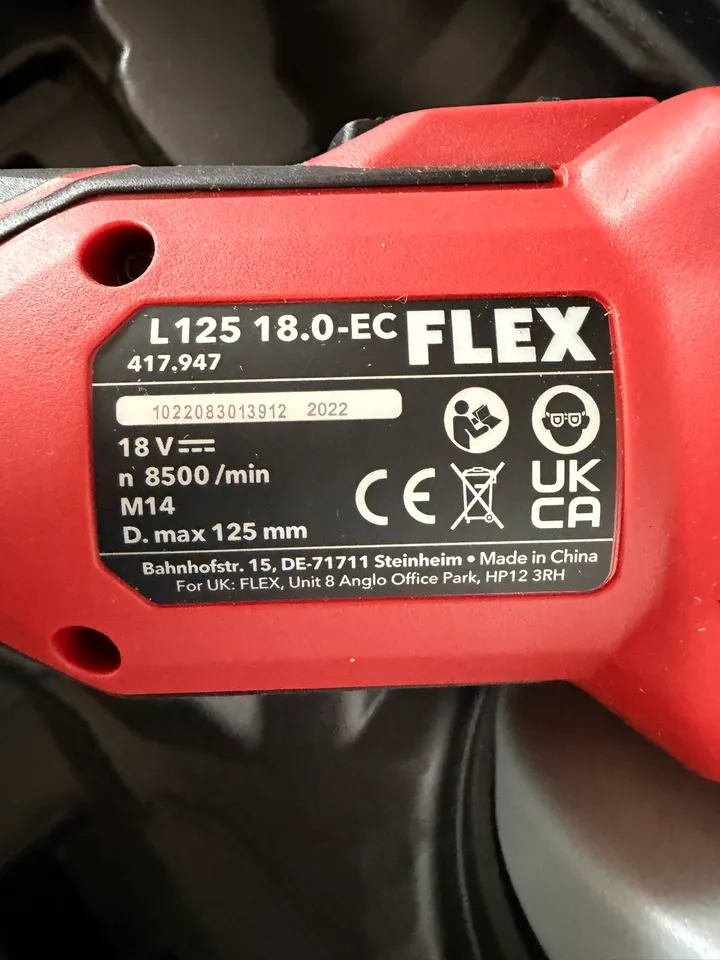 L125 18.0-EC FLEX
417.947
1022083013912 2022
18 V⎓
n 8500 /min
M14
D. max 125 mm
CE
UK
CA
Bahnhofstr. 15, DE-71711 Steinheim • Made in China
For UK: FLEX, Unit 8 Anglo Office Park, HP12 3RH